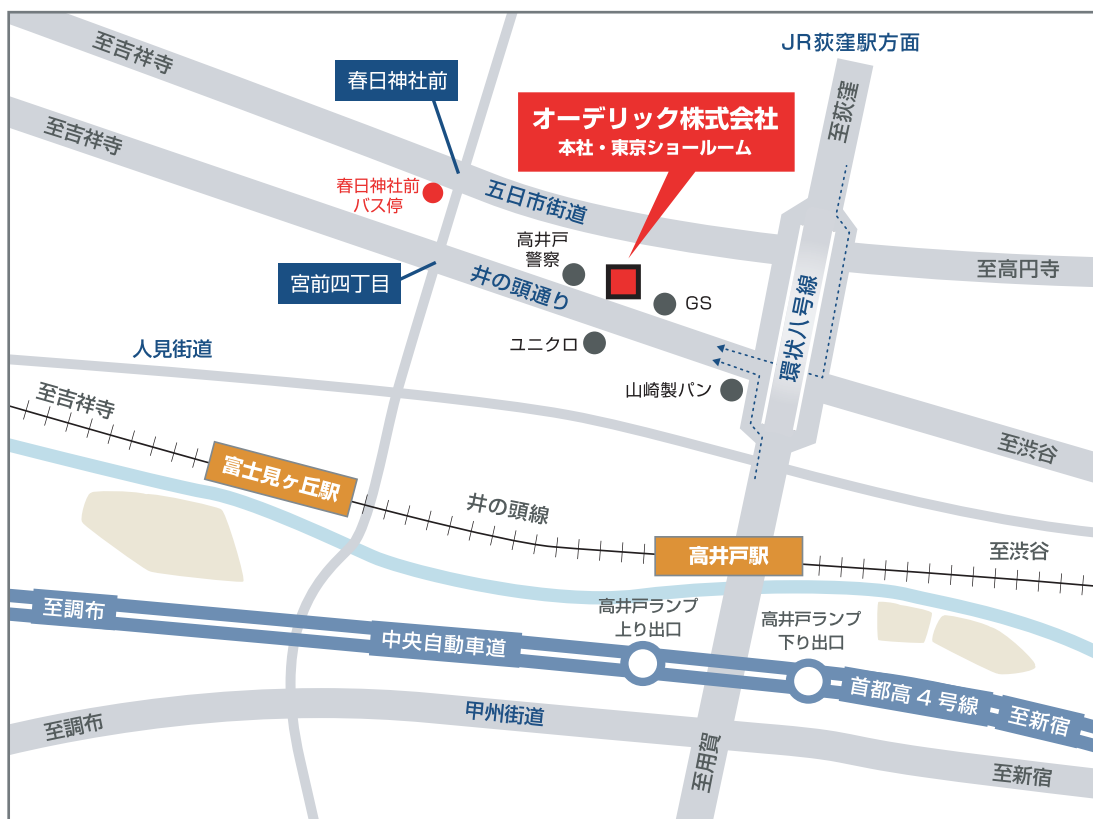 JR荻窪駅方面
至吉祥寺
春日神社前
至荻窪
オーデリック株式会社
本社・東京ショールーム
至吉祥寺
春日神社前
バス停
五日市街道
高井戸
警察
至高円寺
宮前四丁目
井の頭通り
GS
環状八号線
ユニクロ
人見街道
山崎製パン
至吉祥寺
至渋谷
富士見ヶ丘駅
井の頭線
高井戸駅
至渋谷
至調布
高井戸ランプ
上り出口
高井戸ランプ
下り出口
中央自動車道
首都高4号線
至新宿
至調布
甲州街道
至用賀
至新宿